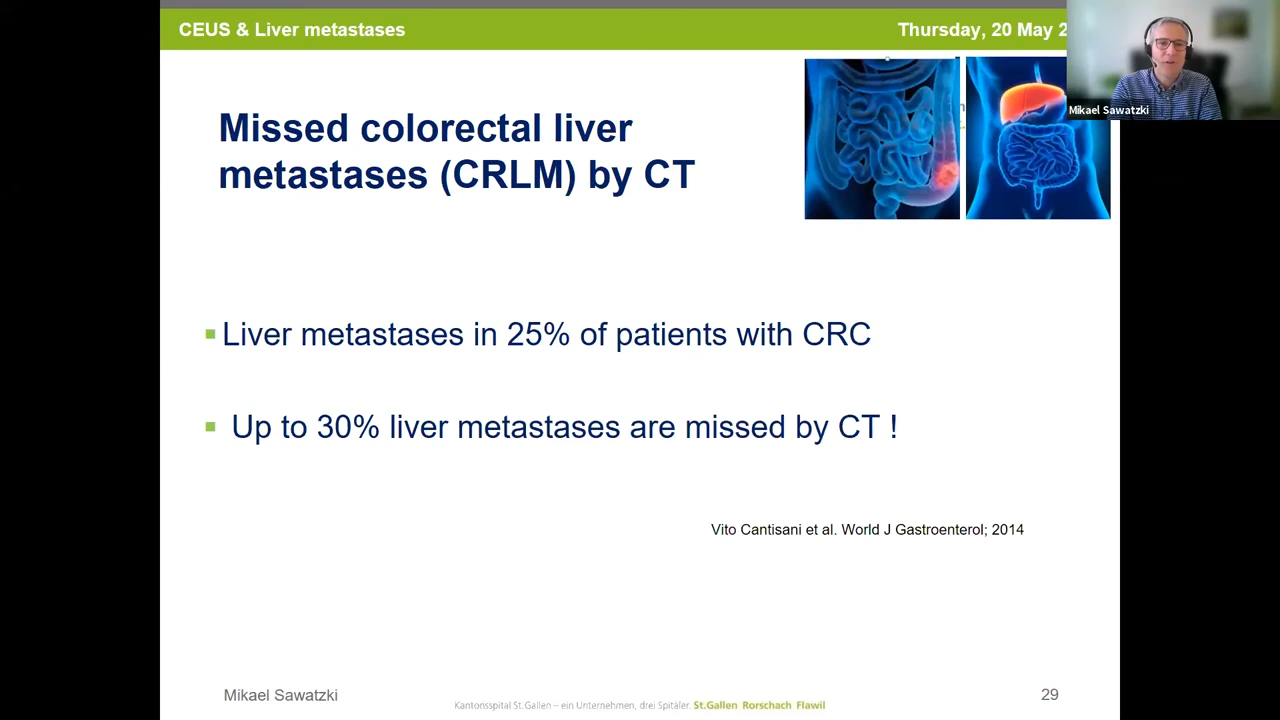 CEUS & Liver metastases
Thursday, 20 May 2
Mikael Sawatzki
Missed colorectal liver
metastases (CRLM) by CT
Liver metastases in 25% of patients with CRC
Up to 30% liver metastases are missed by CT !
Vito Cantisani et al. World J Gastroenterol; 2014
Mikael Sawatzki
Kantonsspital St.Gallen – ein Unternehmen, drei Spitäler. St.Gallen Rorschach Flawil
29